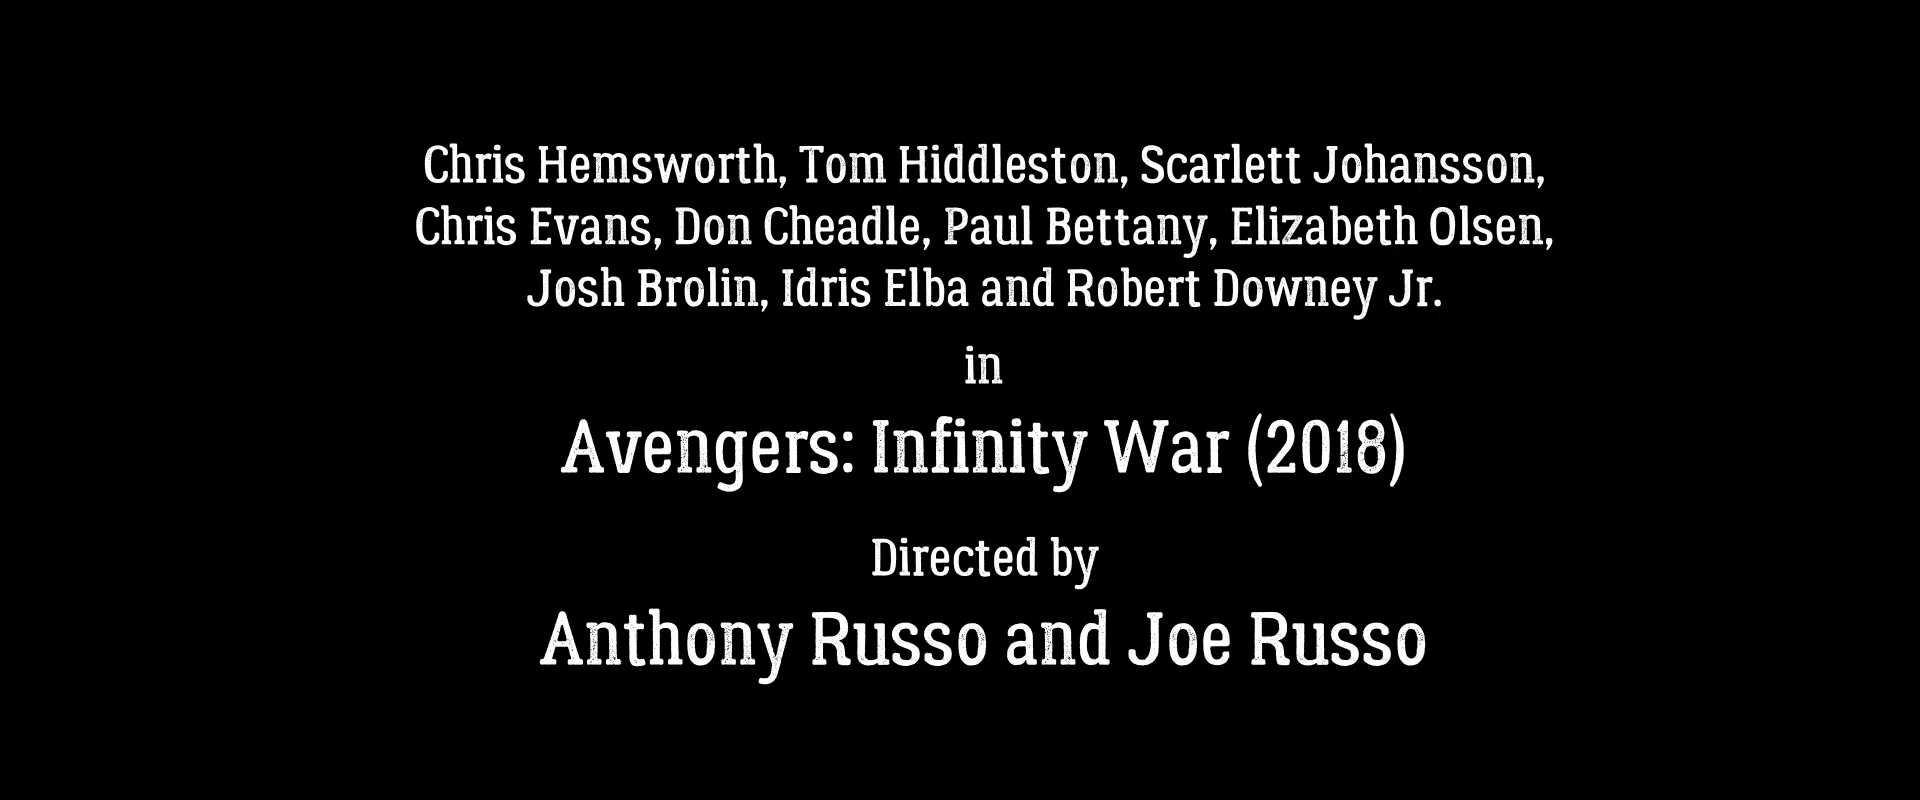 Chris Hemsworth, Tom Hiddleston, Scarlett Johansson,
Chris Evans, Don Cheadle, Paul Bettany, Elizabeth Olsen,
Josh Brolin, Idris Elba and Robert Downey Jr.
in
Avengers: Infinity War (2018)
Directed by
Anthony Russo and Joe Russo